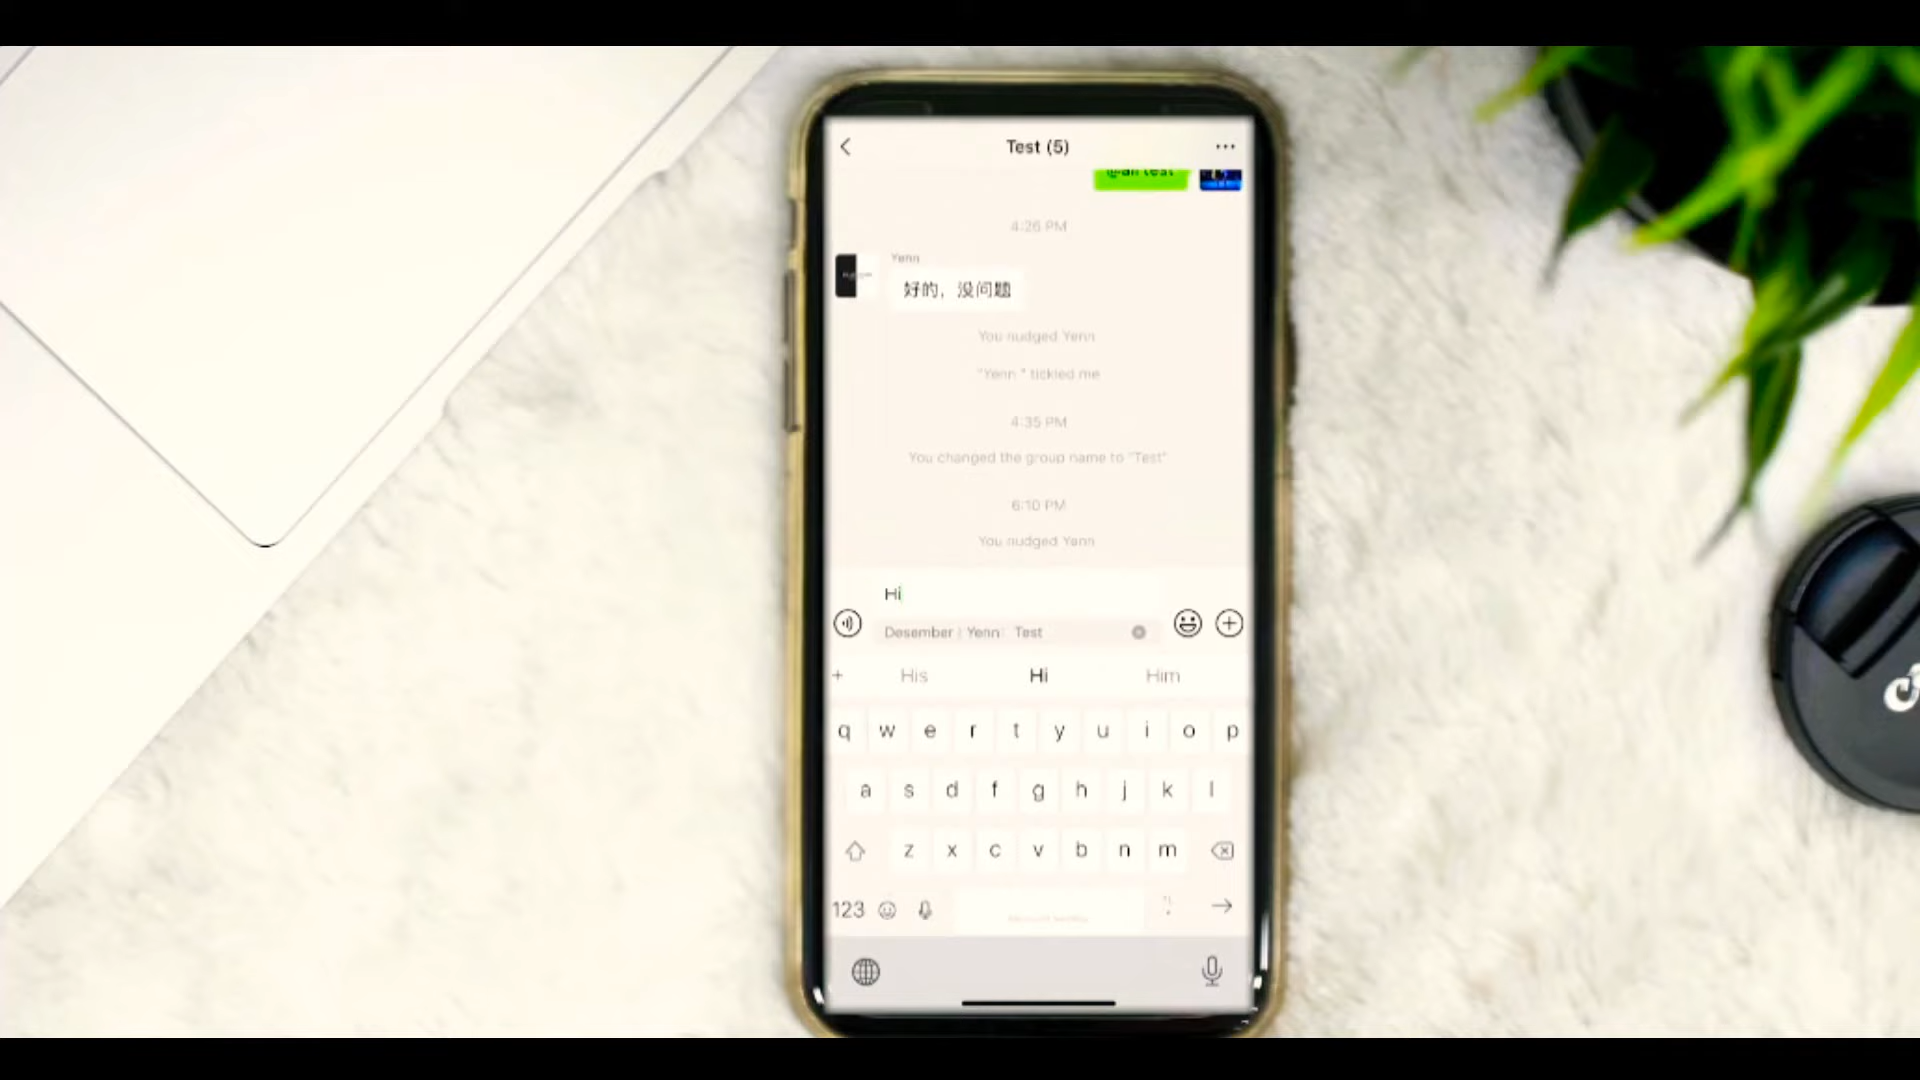 Test (5)
@all test
4:26 PM
Yenn
好的，没问题
You nudged Yenn
"Yenn " tickled me
4:35 PM
You changed the group name to "Test"
6:10 PM
You nudged Yenn
Hi
Desember | Yenn: Test
His Hi Him
q w e r t y u i o p
a s d f g h j k l
z x c v b n m
123